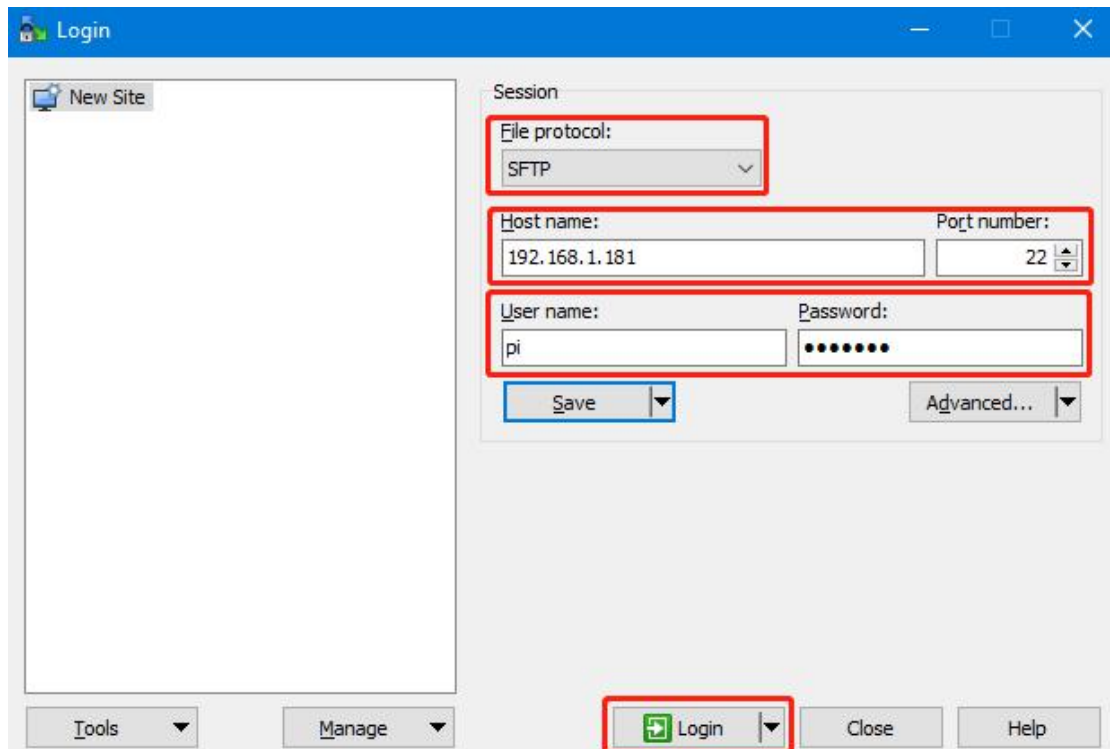 Login
New Site
Session
File protocol:
SFTP
Host name: Port number:
192.168.1.181 22
User name: Password:
pi •••••••
Save Advanced...
Tools Manage Login Close Help